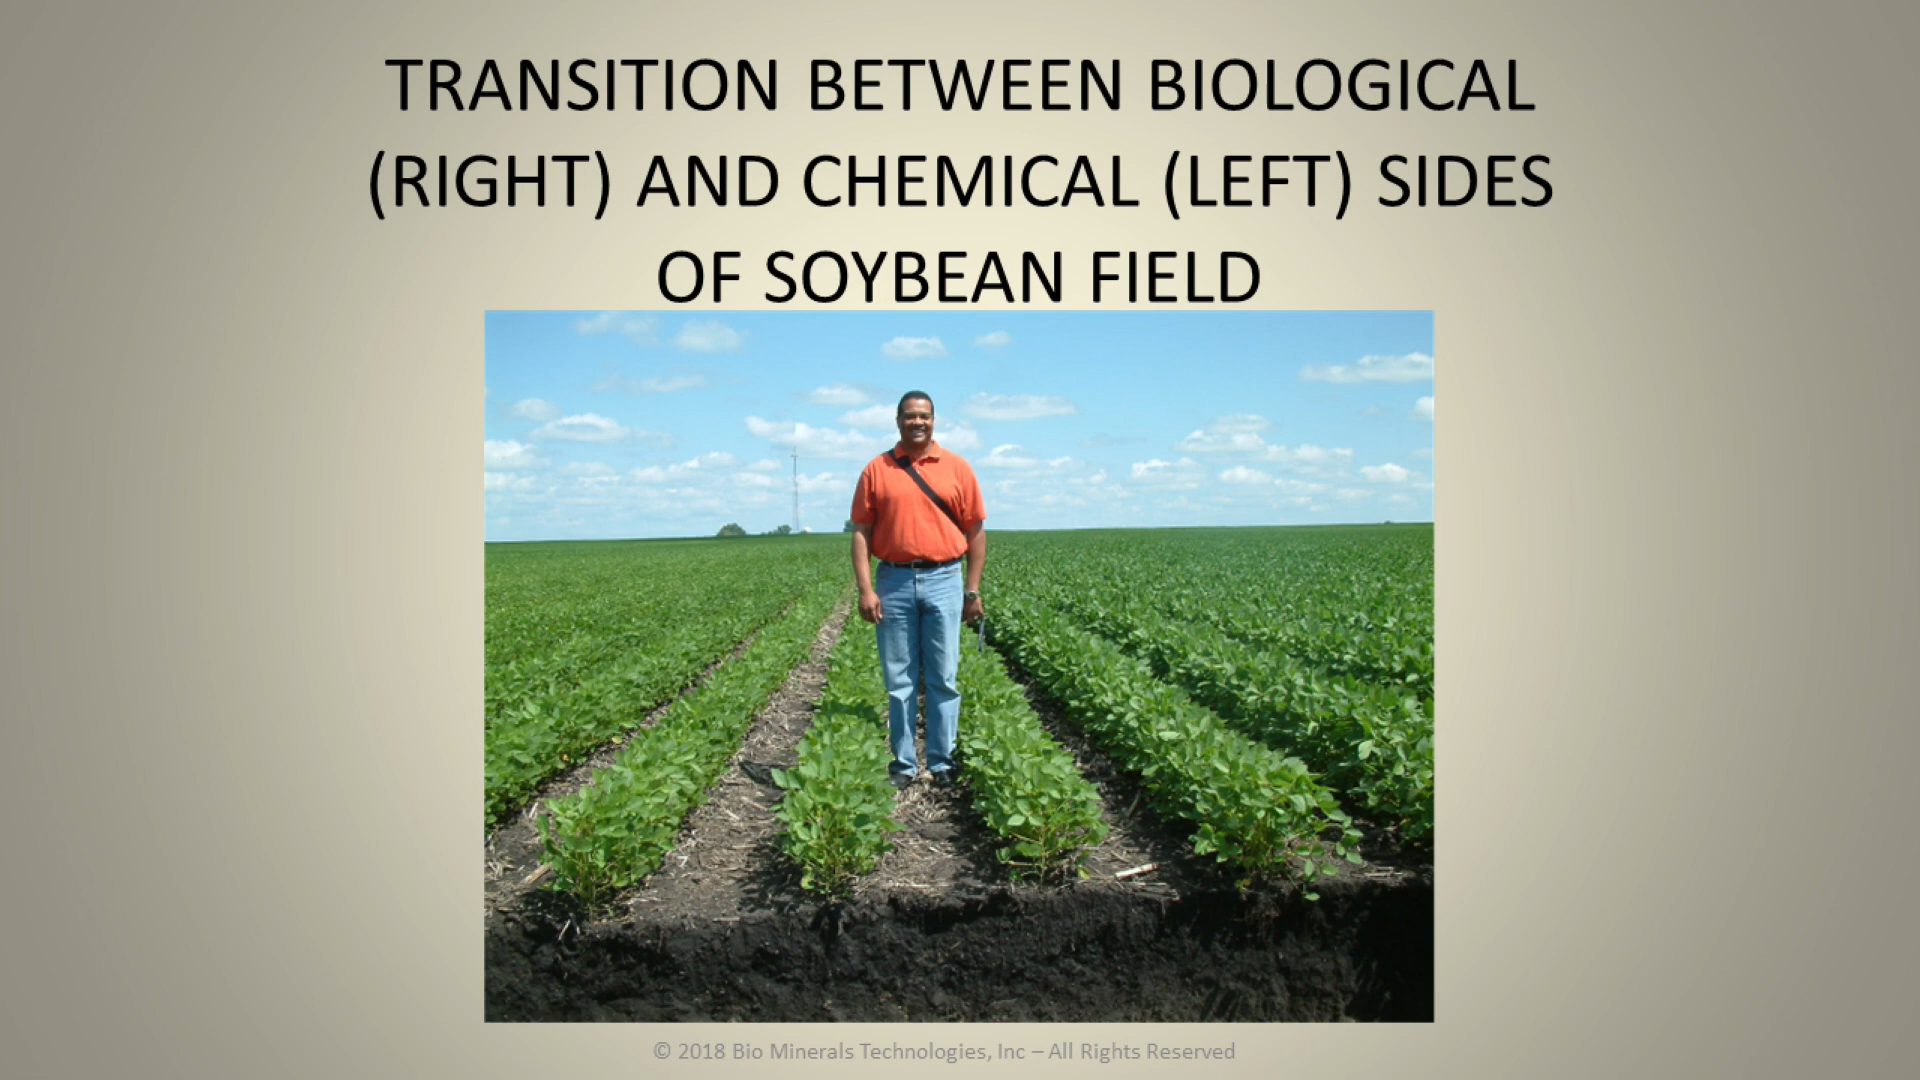 TRANSITION BETWEEN BIOLOGICAL
(RIGHT) AND CHEMICAL (LEFT) SIDES
OF SOYBEAN FIELD
© 2018 Bio Minerals Technologies, Inc – All Rights Reserved